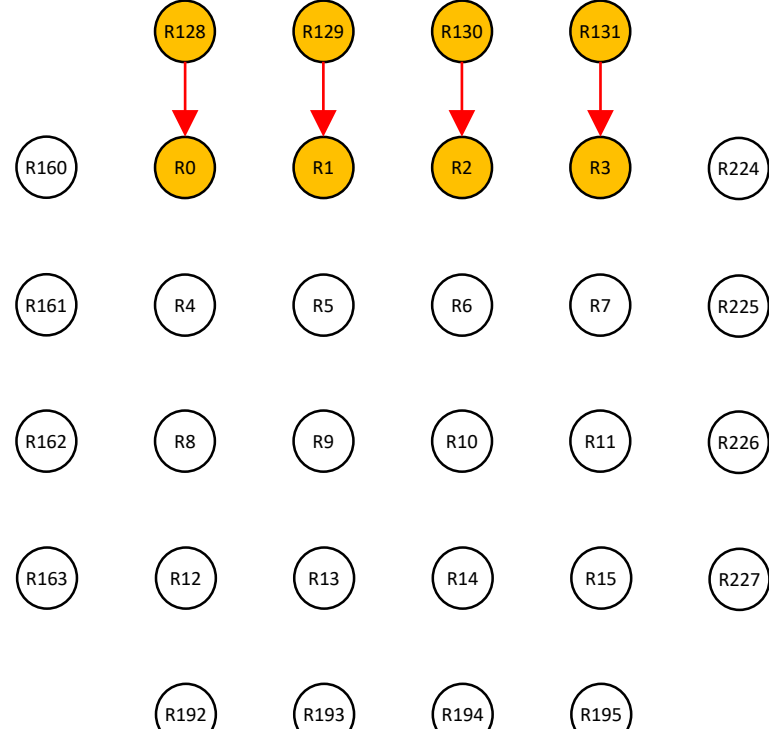 R128 R129 R130 R131
R160 R0 R1 R2 R3 R224
R161 R4 R5 R6 R7 R225
R162 R8 R9 R10 R11 R226
R163 R12 R13 R14 R15 R227
R192 R193 R194 R195